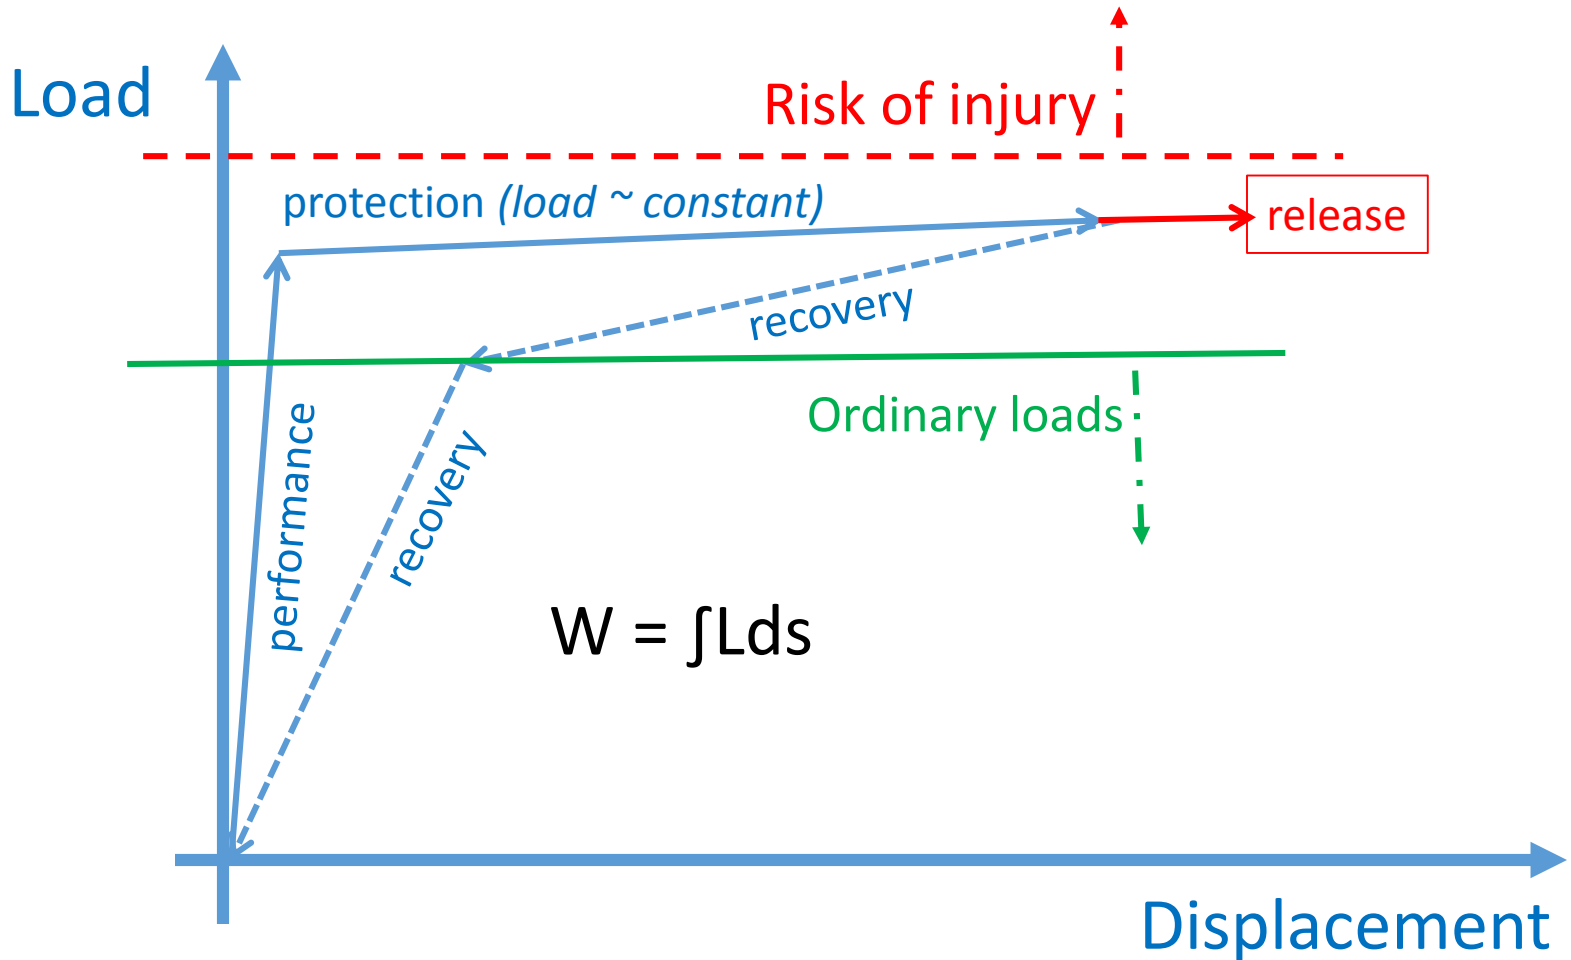 Load
Risk of injury
protection (load ~ constant)
release
recovery
Ordinary loads
performance
recovery
W = ∫Lds
Displacement